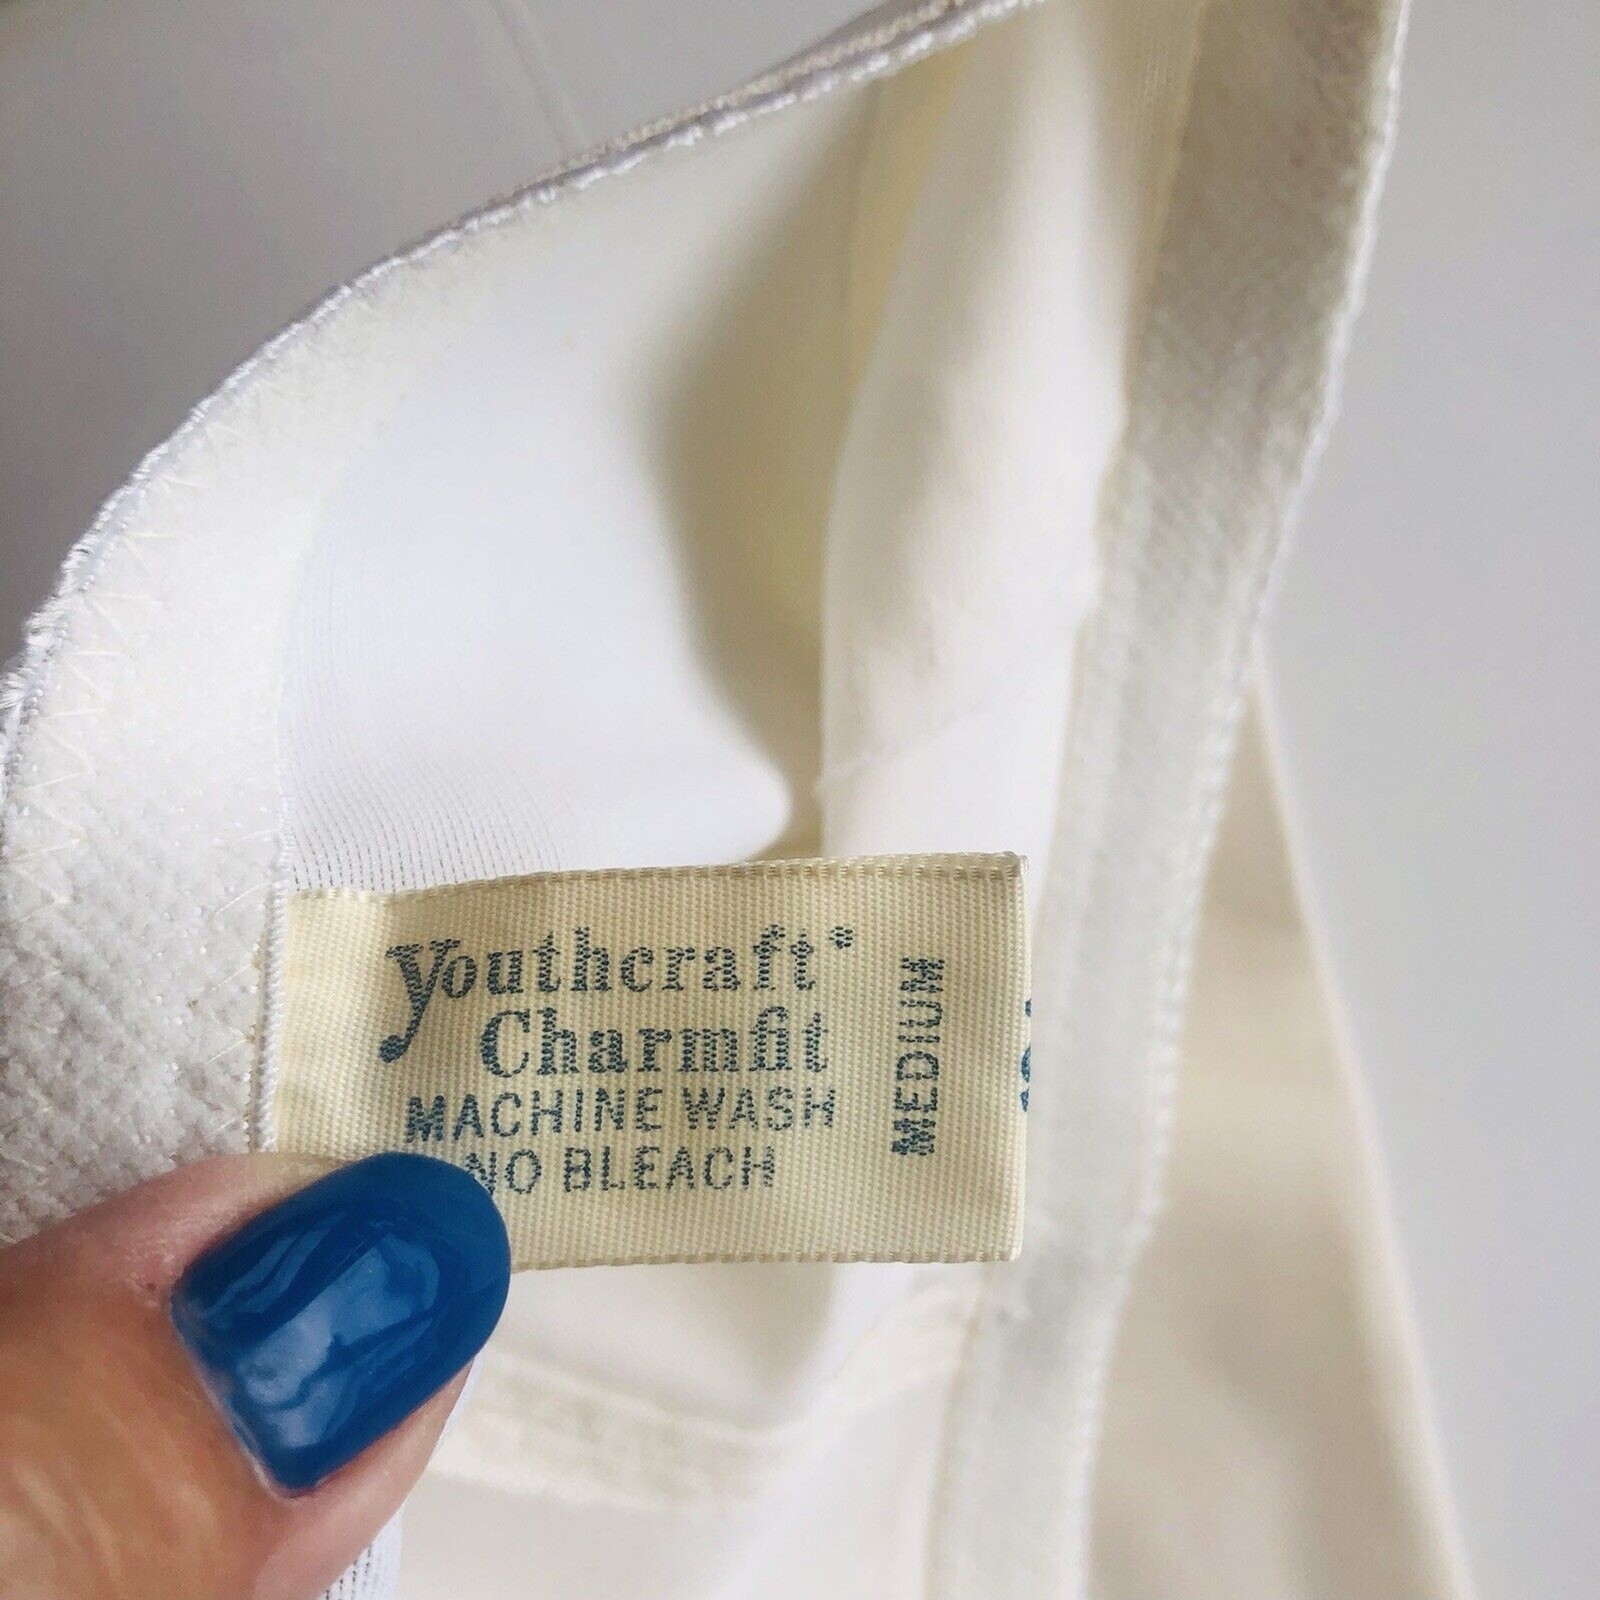 Youthcraft®
Charmfit
MACHINE WASH
NO BLEACH
MEDIUM